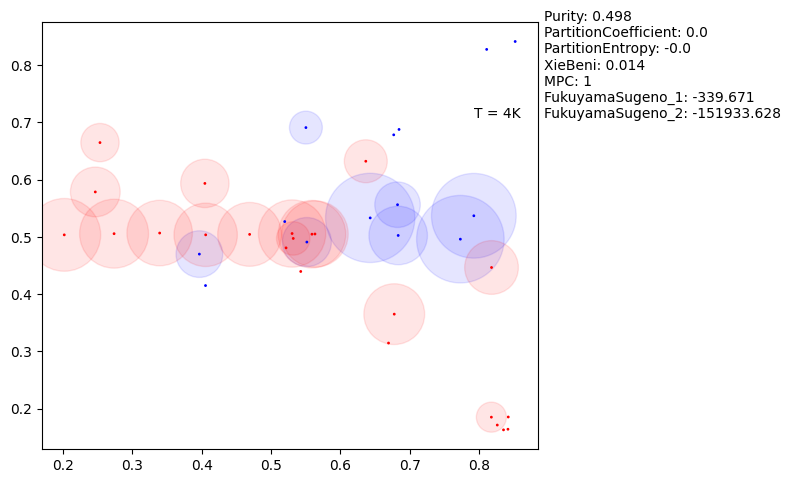 Purity: 0.498
PartitionCoefficient: 0.0
PartitionEntropy: -0.0
XieBeni: 0.014
MPC: 1
FukuyamaSugeno_1: -339.671
FukuyamaSugeno_2: -151933.628
T = 4K
0.8
0.7
0.6
0.5
0.4
0.3
0.2
0.2 0.3 0.4 0.5 0.6 0.7 0.8